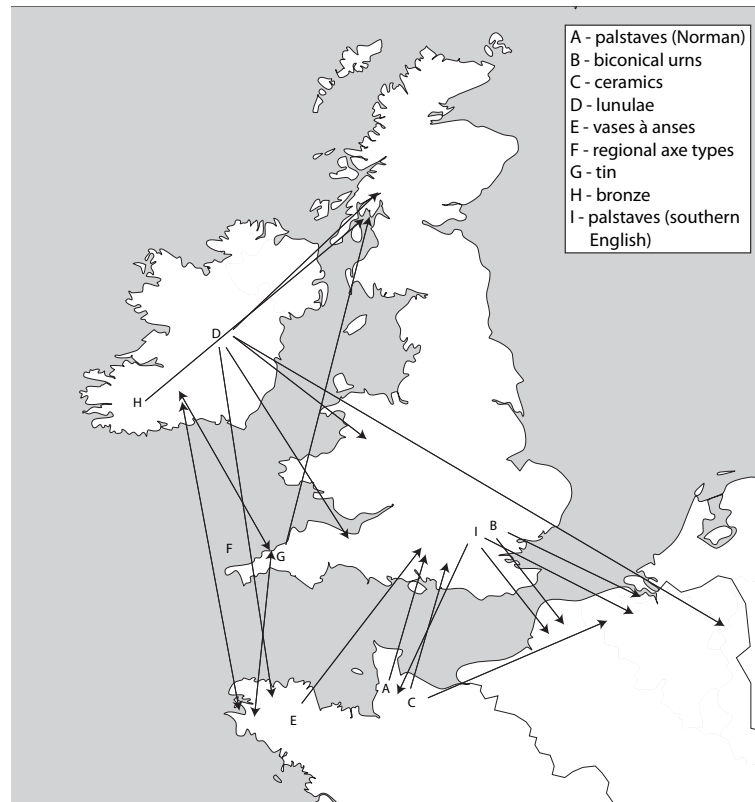 A - palstaves (Norman)
B - biconical urns
C - ceramics
D - lunulae
E - vases à anses
F - regional axe types
G - tin
H - bronze
I - palstaves (southern
English)
D
H
I
B
F
G
A
C
E